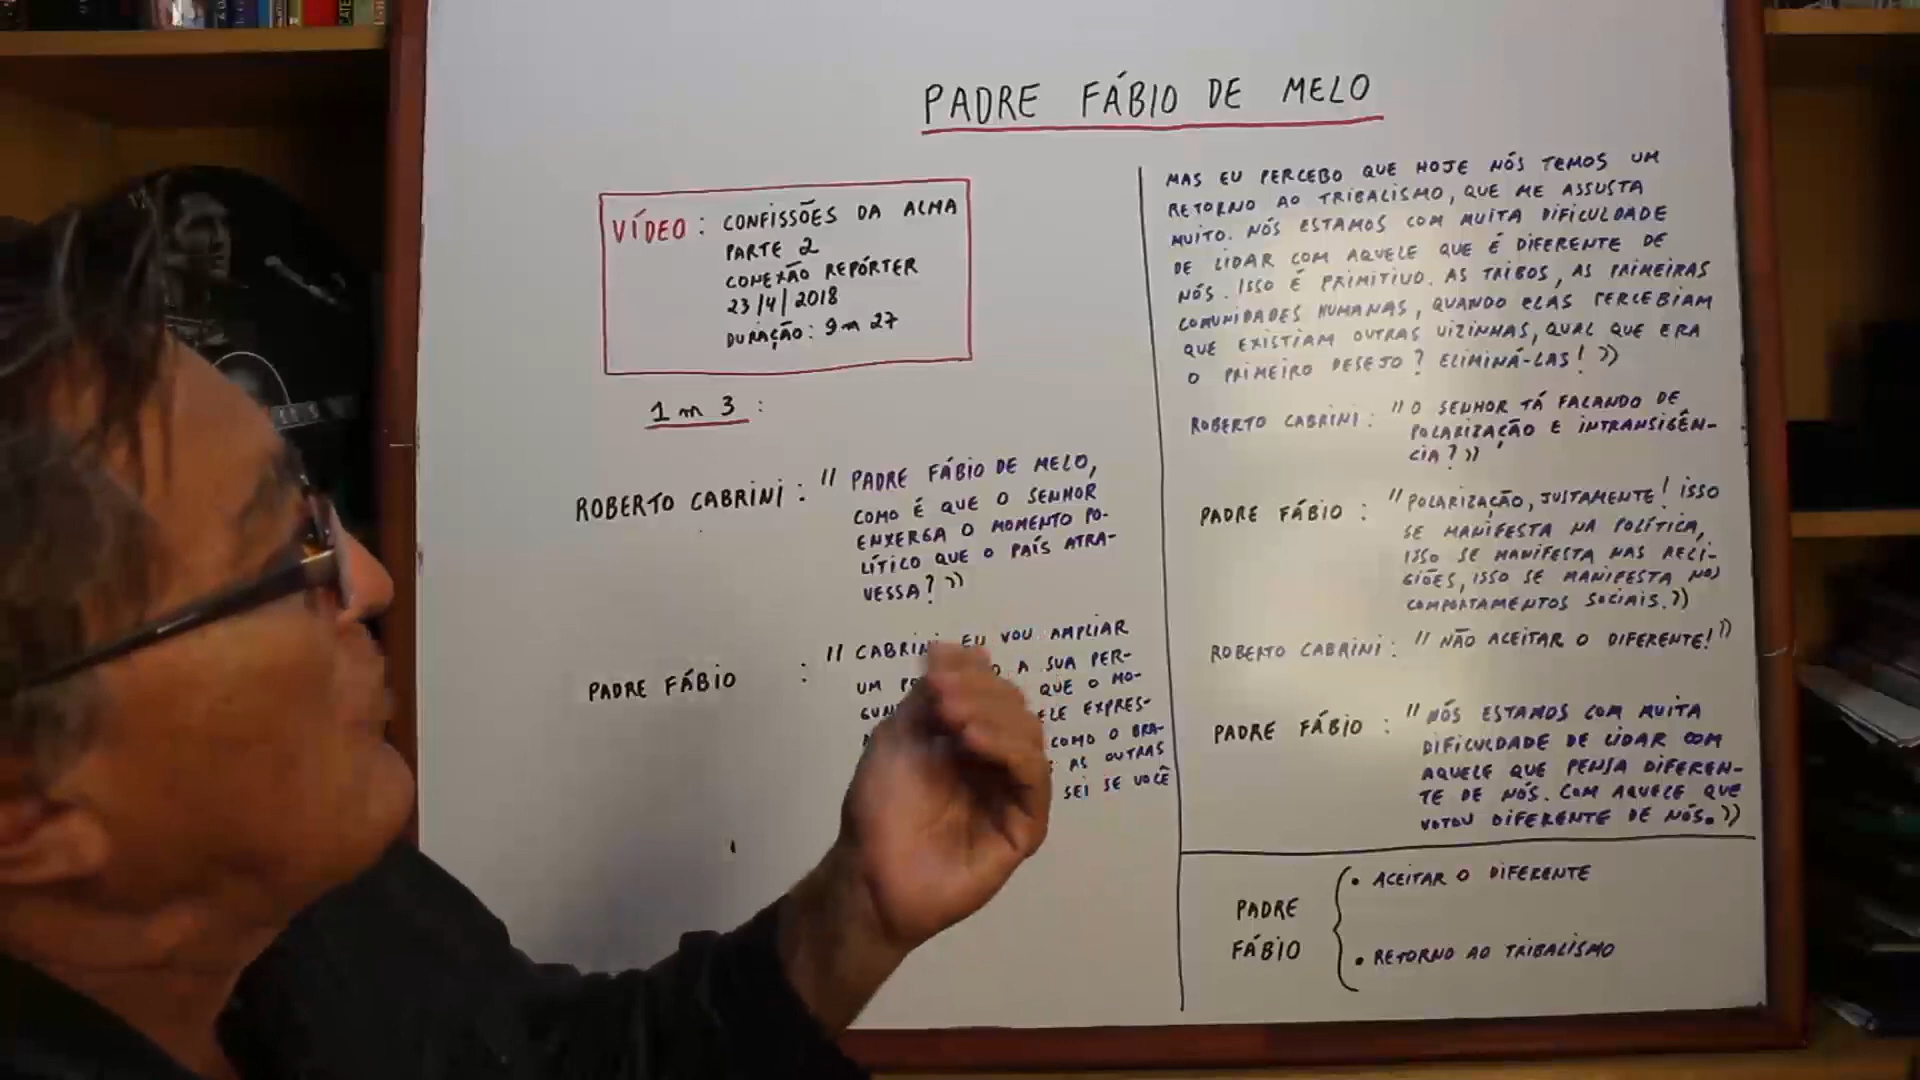 PADRE FÁBIO DE MELO
VÍDEO: CONFISSÕES DA ALMA
PARTE 2
CONEXÃO REPÓRTER
23/4/2018
DURAÇÃO: 9m 27
1m 3:
ROBERTO CABRINI: "PADRE FÁBIO DE MELO,
COMO É QUE O SENHOR
ENXERGA O MOMENTO PO-
LÍTICO QUE O PAÍS ATRA-
VESSA?"
PADRE FÁBIO : "CABRINI EU VOU AMPLIAR
UM A SUA PER-
QUE O MO-
EXPRES-
COMO O BRA-
AS OUTRAS
SEI SE VOCÊ
MAS EU PERCEBO QUE HOJE NÓS TEMOS UM
RETORNO AO TRIBALISMO, QUE ME ASSUSTA
MUITO. NÓS ESTAMOS COM MUITA DIFICULDADE
DE LIDAR COM AQUELE QUE É DIFERENTE DE
NÓS. ISSO É PRIMITIVO. AS TRIBOS, AS PRIMEIRAS
COMUNIDADES HUMANAS, QUANDO ELAS PERCEBIAM
QUE EXISTIAM OUTRAS VIZINHAS, QUAL QUE ERA
O PRIMEIRO DESEJO? ELIMINÁ-LAS!"
ROBERTO CABRINI: "O SENHOR TÁ FALANDO DE
POLARIZAÇÃO E INTRANSIGÊN-
CIA?"
PADRE FÁBIO : "POLARIZAÇÃO, JUSTAMENTE! ISSO
SE MANIFESTA NA POLÍTICA,
ISSO SE MANIFESTA NAS RELI-
GIÕES, ISSO SE MANIFESTA NOS
COMPORTAMENTOS SOCIAIS."
ROBERTO CABRINI: "NÃO ACEITAR O DIFERENTE!"
PADRE FÁBIO : "NÓS ESTAMOS COM MUITA
DIFICULDADE DE LIDAR COM
AQUELE QUE PENSA DIFEREN-
TE DE NÓS. COM AQUELE QUE
VOTOU DIFERENTE DE NÓS."
PADRE
FÁBIO
• ACEITAR O DIFERENTE
• RETORNO AO TRIBALISMO